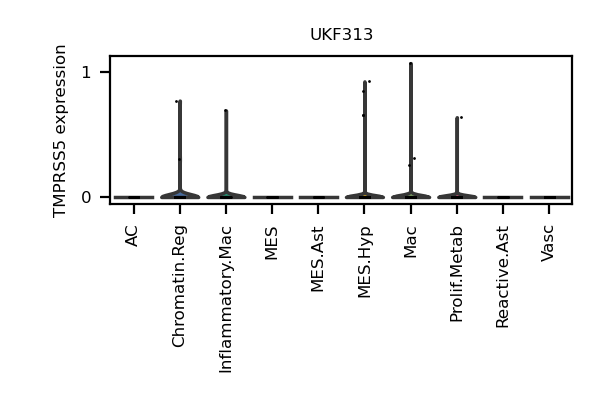 UKF313
TMPRSS5 expression
1
0
AC
Chromatin.Reg
Inflammatory.Mac
MES
MES.Ast
MES.Hyp
Mac
Prolif.Metab
Reactive.Ast
Vasc